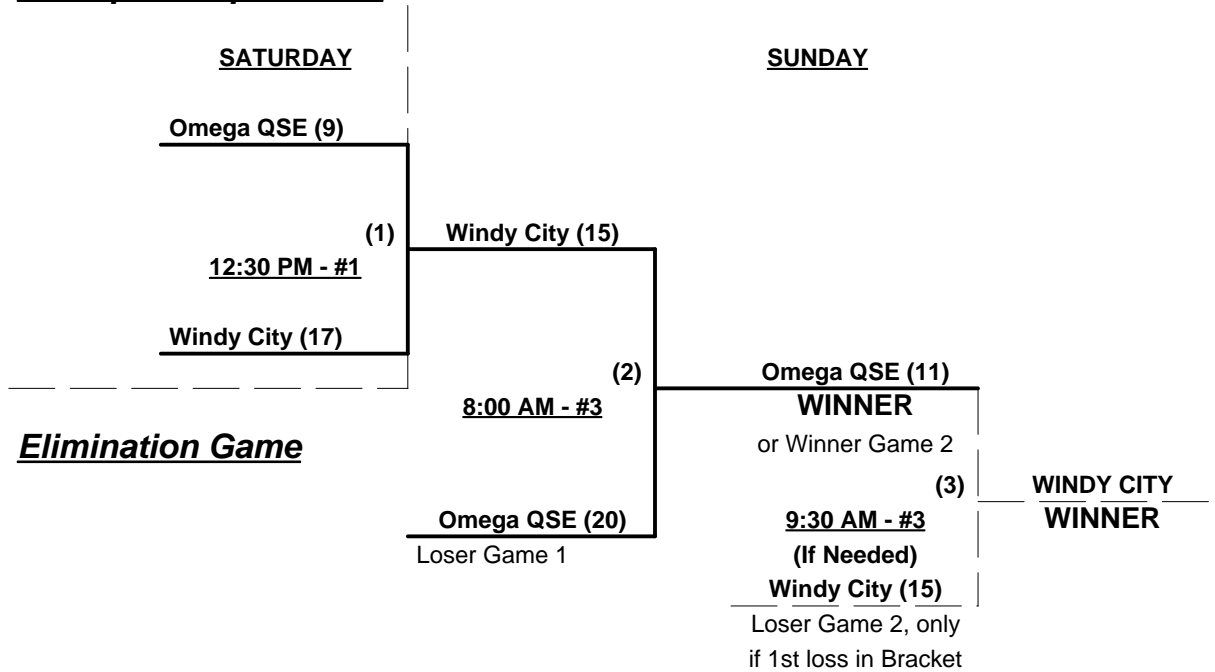 SATURDAY
SUNDAY
Omega QSE (9)
(1)
Windy City (15)
12:30 PM - #1
Windy City (17)
(2)
Omega QSE (11)
8:00 AM - #3
WINNER
Elimination Game
or Winner Game 2
(3)
WINDY CITY
Omega QSE (20)
9:30 AM - #3
WINNER
Loser Game 1
(If Needed)
Windy City (15)
Loser Game 2, only
if 1st loss in Bracket